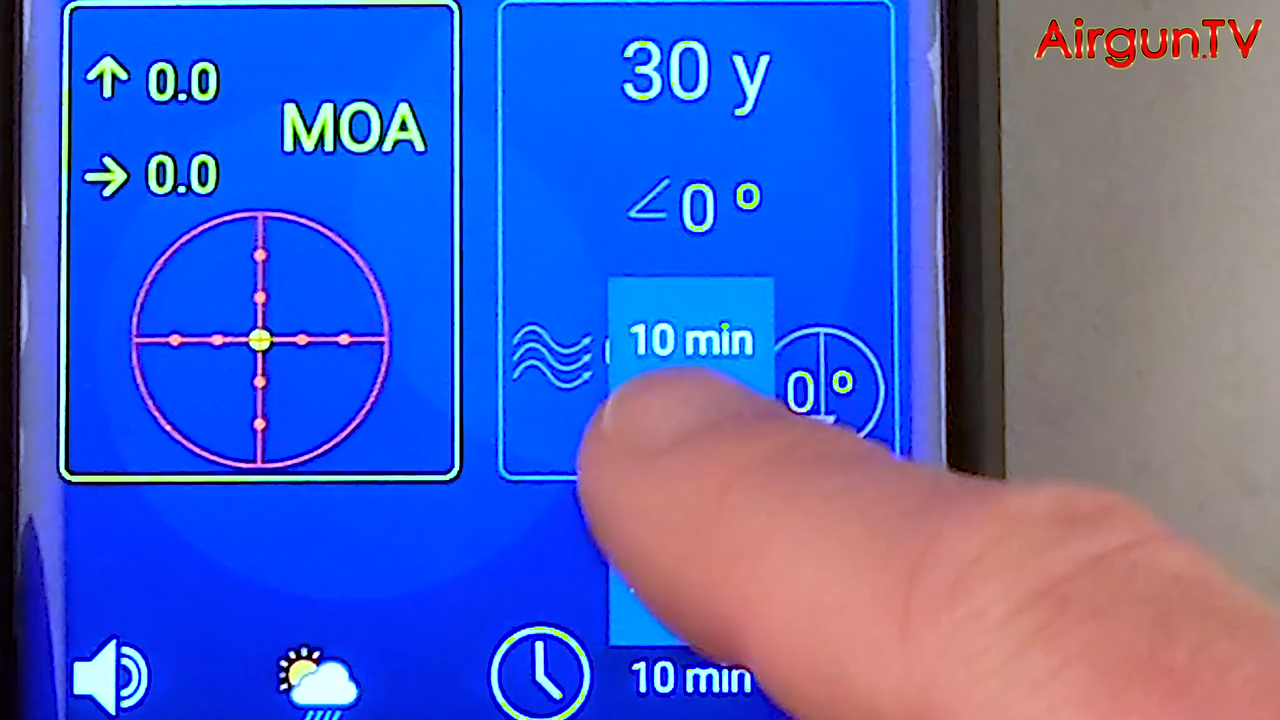 AirgunTV
↑ 0.0
MOA
→ 0.0
30 y
∠0 °
10 min
0 °
10 min